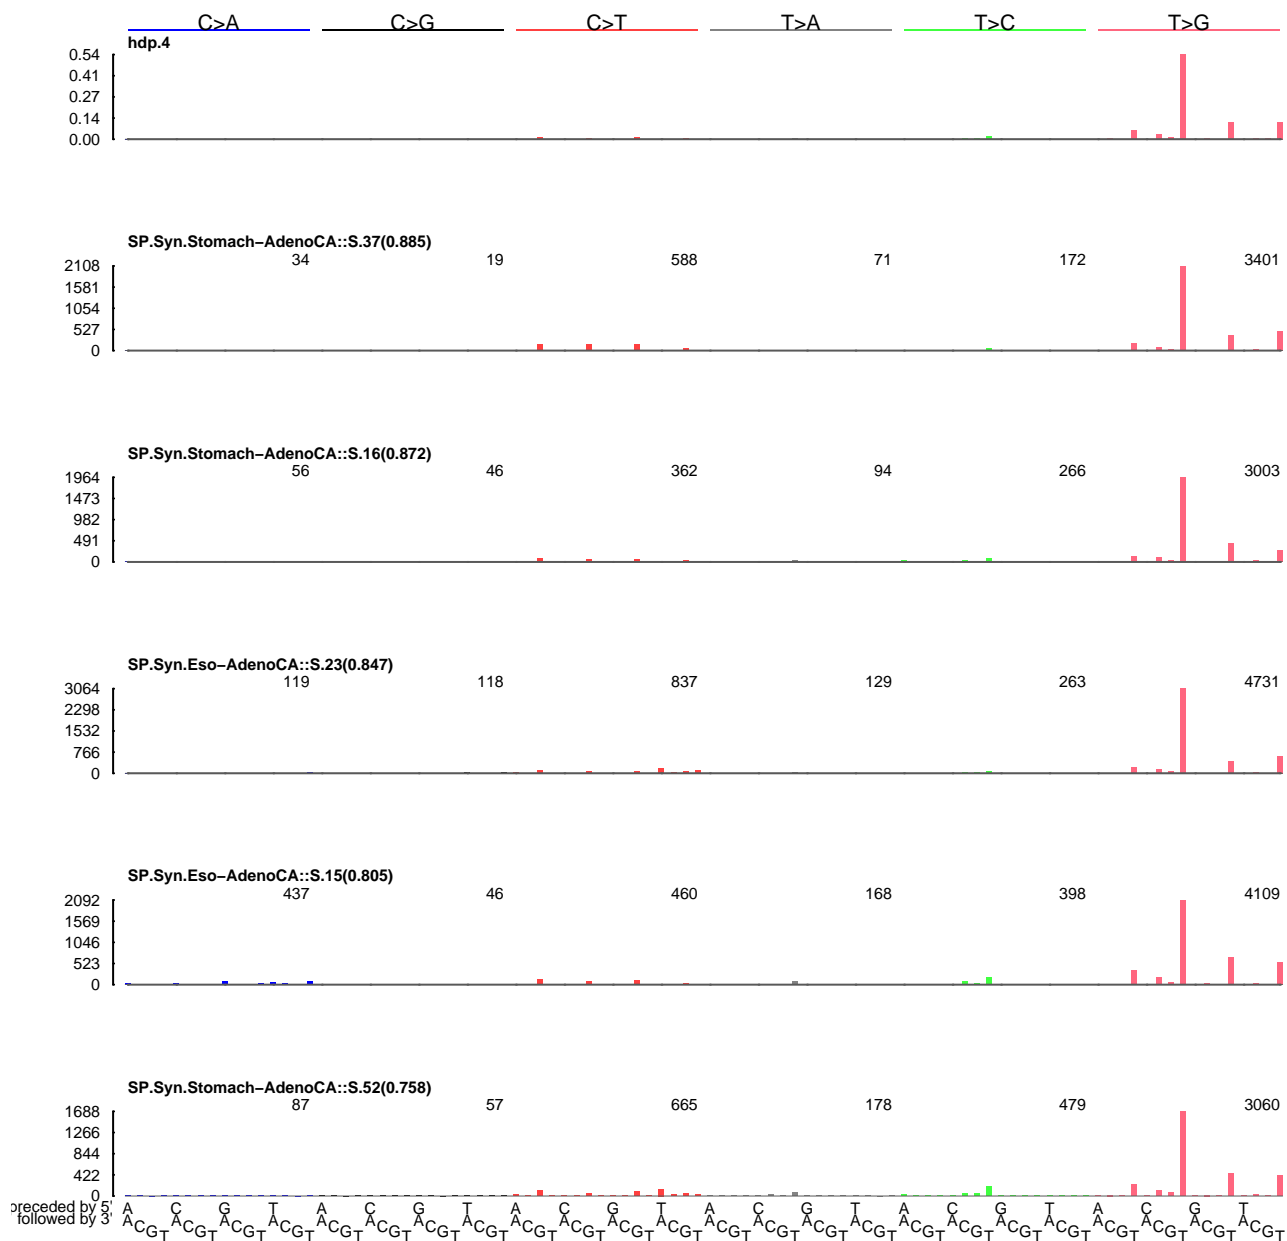 C>A C>G C>T T>A T>C T>G
hdp.4
0.54
0.41
0.27
0.14
0.00
SP.Syn.Stomach−AdenoCA::S.37(0.885)
34 19 588 71 172 3401
2108
1581
1054
527
0
SP.Syn.Stomach−AdenoCA::S.16(0.872)
56 46 362 94 266 3003
1964
1473
982
491
0
SP.Syn.Eso−AdenoCA::S.23(0.847)
119 118 837 129 263 4731
3064
2298
1532
766
0
SP.Syn.Eso−AdenoCA::S.15(0.805)
437 46 460 168 398 4109
2092
1569
1046
523
0
SP.Syn.Stomach−AdenoCA::S.52(0.758)
87 57 665 178 479 3060
1688
1266
844
422
0
preceded by 5' A C G T A C G T A C G T A C G T A C G T A C G T
followed by 3' A C G T A C G T A C G T A C G T A C G T A C G T A C G T A C G T A C G T A C G T A C G T A C G T A C G T A C G T A C G T A C G T A C G T A C G T A C G T A C G T A C G T A C G T A C G T A C G T